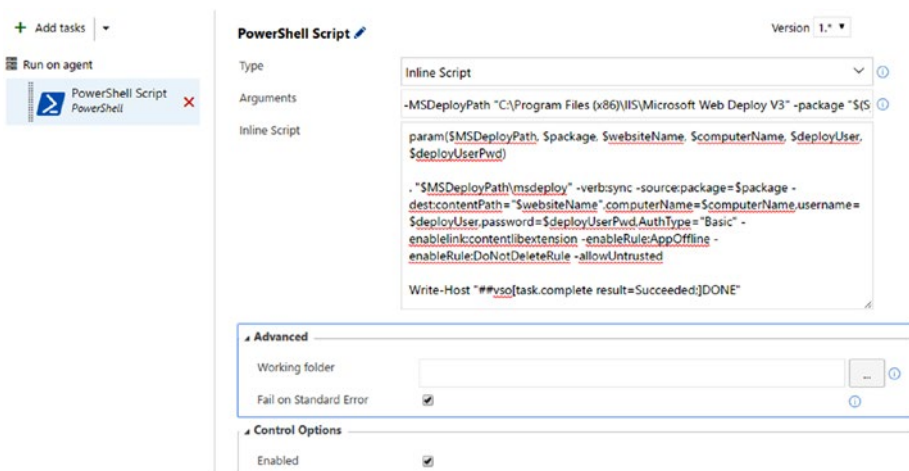 + Add tasks
Run on agent
PowerShell Script
PowerShell
PowerShell Script
Version 1.*
Type
Inline Script
Arguments
-MSDeployPath "C:\Program Files (x86)\IIS\Microsoft Web Deploy V3" -package "$(S
Inline Script
param($MSDeployPath, $package, $websiteName, $computerName, $deployUser,
$deployUserPwd)
. "$MSDeployPath\msdeploy" -verb:sync -source:package=$package -
dest:contentPath="$websiteName",computerName=$computerName,username=
$deployUser,password=$deployUserPwd,AuthType="Basic" -
enablelink:contentlibextension -enableRule:AppOffline -
enableRule:DoNotDeleteRule -allowUntrusted
Write-Host "##vso[task.complete result=Succeeded;]DONE"
Advanced
Working folder
...
Fail on Standard Error
Control Options
Enabled